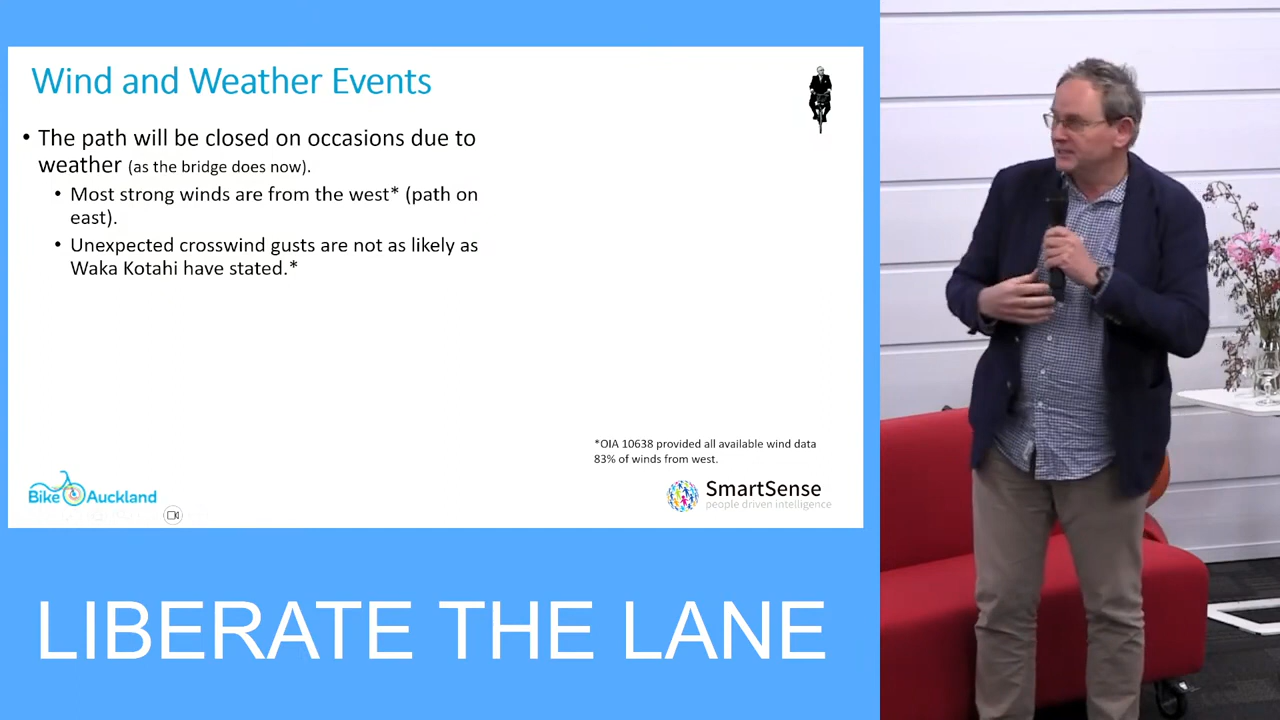 Wind and Weather Events
• The path will be closed on occasions due to
weather (as the bridge does now).
• Most strong winds are from the west* (path on
east).
• Unexpected crosswind gusts are not as likely as
Waka Kotahi have stated.*
*OIA 10638 provided all available wind data
83% of winds from west.
Bike Auckland
SmartSense
people driven intelligence
LIBERATE THE LANE